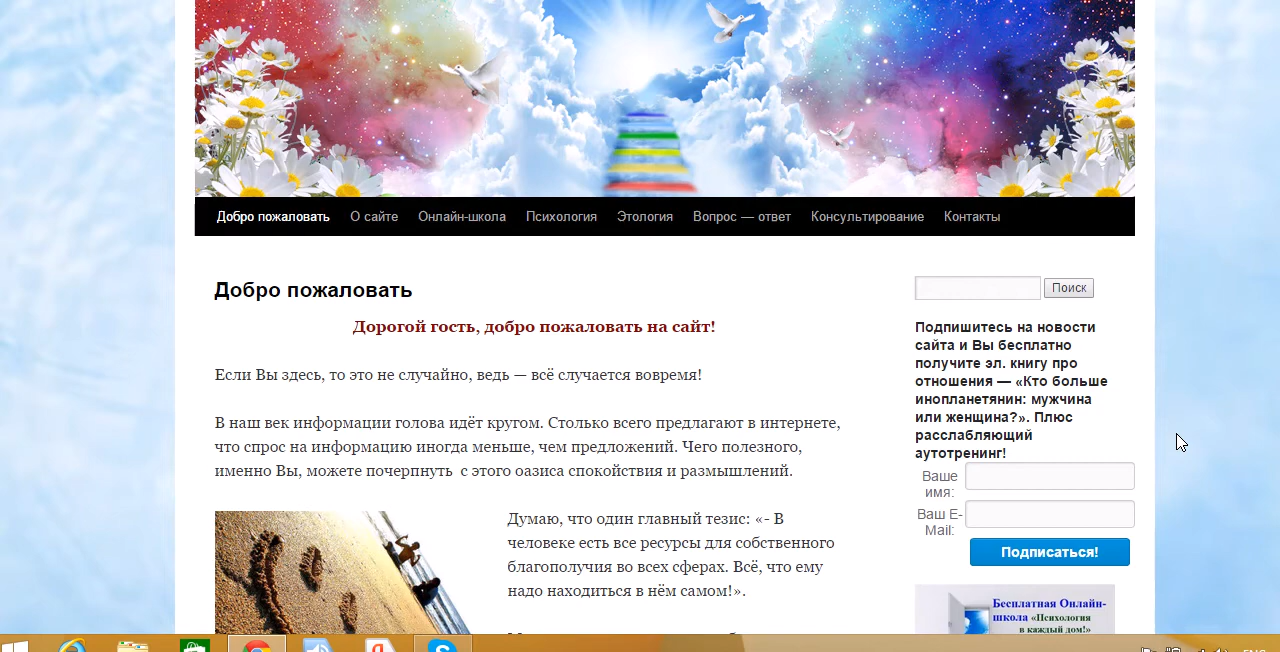 Добро пожаловать О сайте Онлайн-школа Психология Этология Вопрос — ответ Консультирование Контакты
Добро пожаловать
Дорогой гость, добро пожаловать на сайт!
Если Вы здесь, то это не случайно, ведь — всё случается вовремя!
В наш век информации голова идёт кругом. Столько всего предлагают в интернете,
что спрос на информацию иногда меньше, чем предложений. Чего полезного,
именно Вы, можете почерпнуть с этого оазиса спокойствия и размышлений.
Думаю, что один главный тезис: «- В
человеке есть все ресурсы для собственного
благополучия во всех сферах. Всё, что ему
надо находиться в нём самом!».
Поиск
Подпишитесь на новости
сайта и Вы бесплатно
получите эл. книгу про
отношения — «Кто больше
инопланетянин: мужчина
или женщина?». Плюс
расслабляющий
аутотренинг!
Ваше
имя:
Ваш E-
Mail:
Подписаться!
Бесплатная Онлайн-
школа «Психология
в каждый дом!»